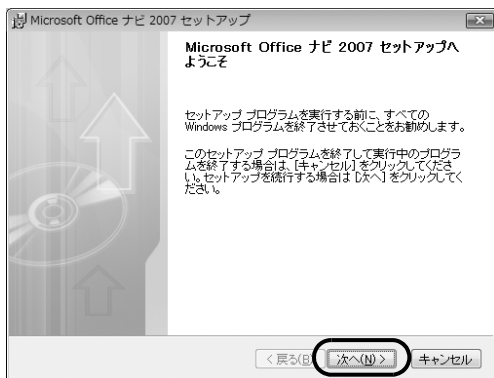 Microsoft Office ナビ 2007 セットアップ
Microsoft Office ナビ 2007 セットアップへ
ようこそ
セットアップ プログラムを実行する前に、すべての
Windows プログラムを終了させておくことをお勧めします。
このセットアップ プログラムを終了して実行中のプログラ
ムを終了する場合は、[キャンセル] をクリックしてくださ
い。セットアップを続行する場合は [次へ] をクリックしてく
ださい。
< 戻る(B) 次へ(N) > キャンセル